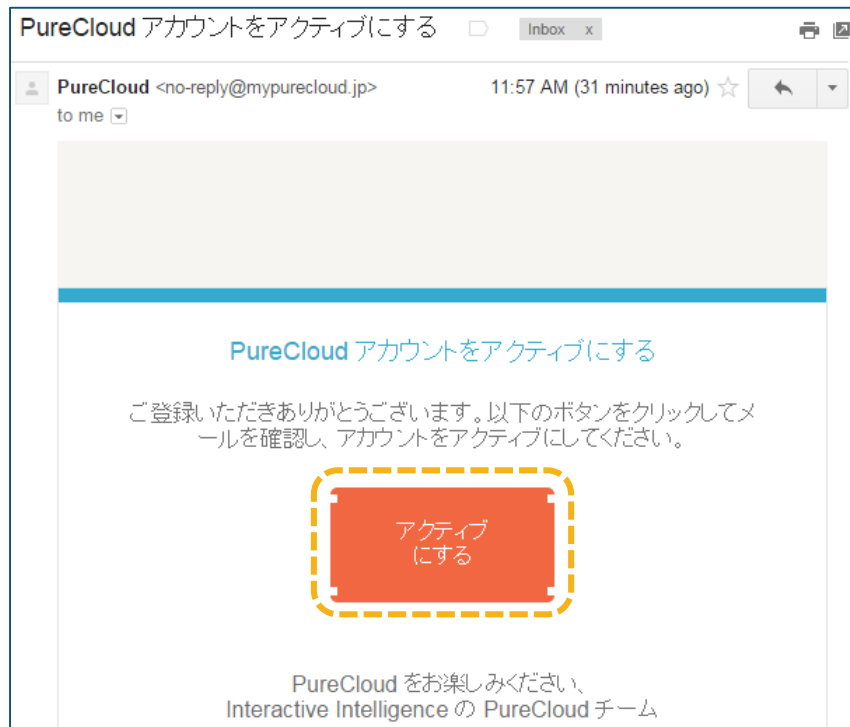 PureCloud アカウントをアクティブにする Inbox x
PureCloud <no-reply@mypurecloud.jp> 11:57 AM (31 minutes ago)
to me
PureCloud アカウントをアクティブにする
ご登録いただきありがとうございます。以下のボタンをクリックしてメ
ールを確認し、アカウントをアクティブにしてください。
アクティブ
にする
PureCloud をお楽しみください、
Interactive Intelligence の PureCloud チーム